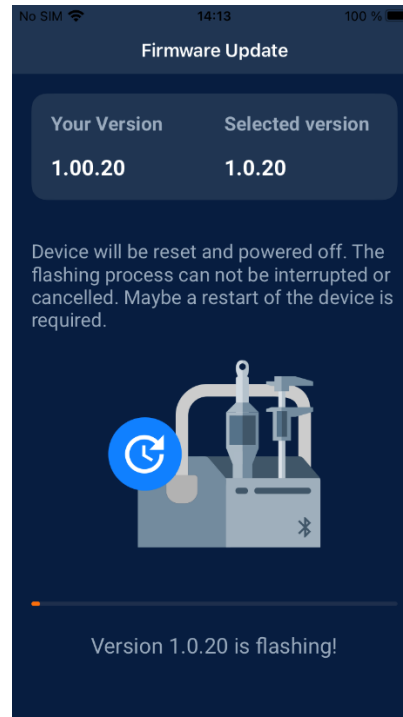 No SIM 14:13 100 %
Firmware Update
Your Version Selected version
1.00.20 1.0.20
Device will be reset and powered off. The
flashing process can not be interrupted or
cancelled. Maybe a restart of the device is
required.
Version 1.0.20 is flashing!